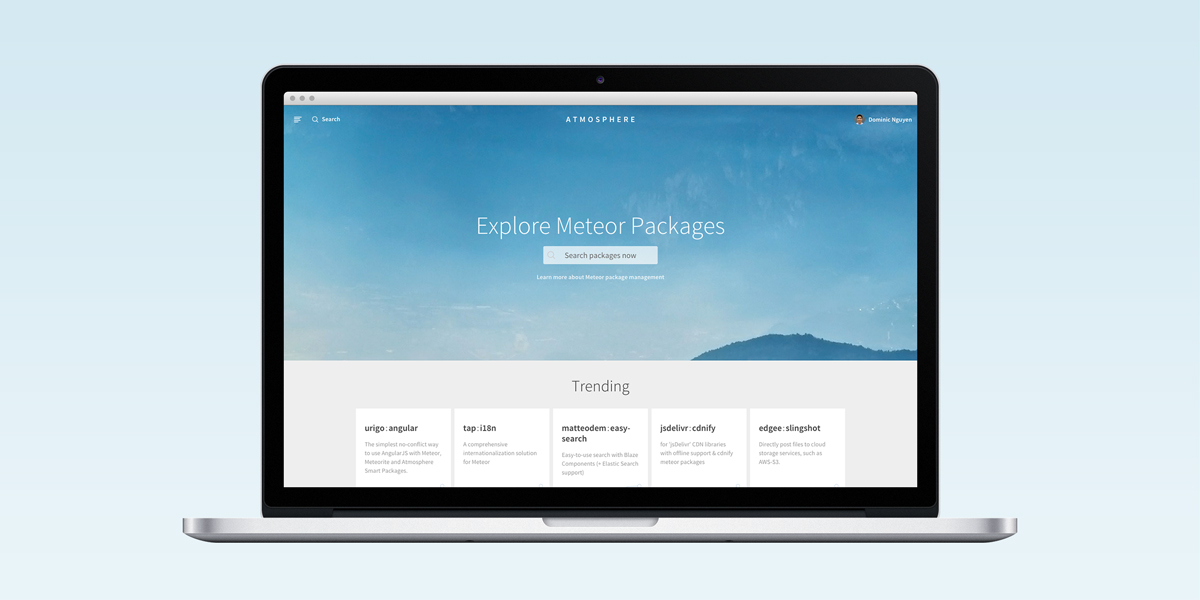 Search
ATMOSPHERE
Dominic Nguyen
Explore Meteor Packages
Search packages now
Learn more about Meteor package management
Trending
urigo:angular
The simplest no-conflict way
to use AngularJS with Meteor,
Meteorite and Atmosphere
Smart Packages.
tap:i18n
A comprehensive
internationalization solution
for Meteor
matteodem:easy-
search
Easy-to-use search with Blaze
Components (+ Elastic Search
support)
jsdelivr:cdnify
for 'jsDelivr' CDN libraries
with offline support & cdnify
meteor packages
edgee:slingshot
Directly post files to cloud
storage services, such as
AWS-S3.